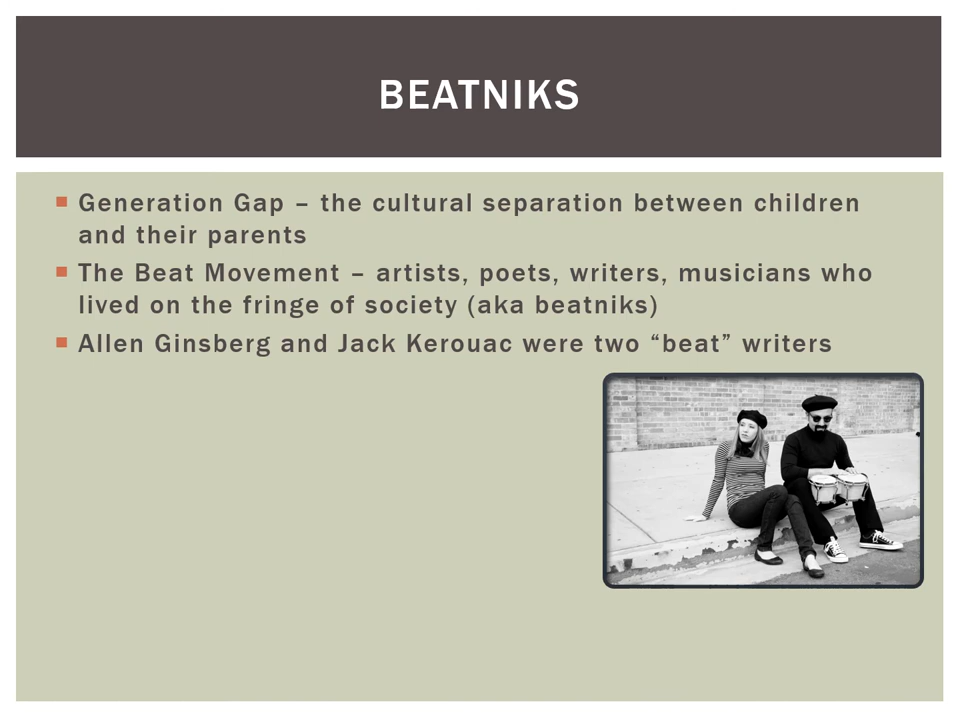 BEATNIKS
Generation Gap – the cultural separation between children
and their parents
The Beat Movement – artists, poets, writers, musicians who
lived on the fringe of society (aka beatniks)
Allen Ginsberg and Jack Kerouac were two “beat” writers